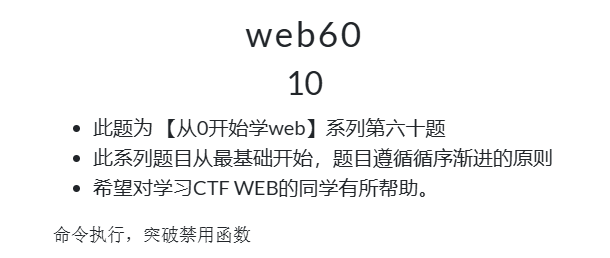 web60
10
此题为 【从0开始学web】系列第六十题
此系列题目从最基础开始，题目遵循循序渐进的原则
希望对学习CTF WEB的同学有所帮助。
命令执行，突破禁用函数